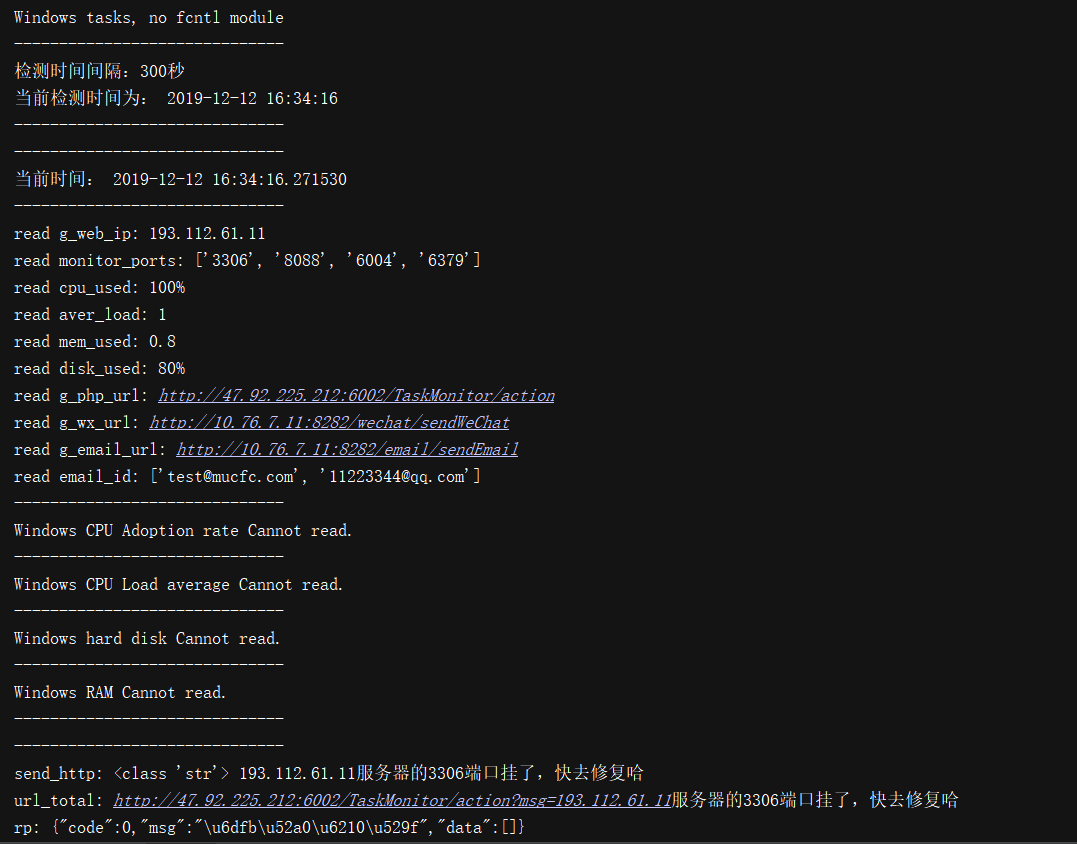 Windows tasks, no fcntl module
------------------------------
检测时间间隔：300秒
当前检测时间为： 2019-12-12 16:34:16
------------------------------
------------------------------
当前时间： 2019-12-12 16:34:16.271530
------------------------------
read g_web_ip: 193.112.61.11
read monitor_ports: ['3306', '8088', '6004', '6379']
read cpu_used: 100%
read aver_load: 1
read mem_used: 0.8
read disk_used: 80%
read g_php_url: http://47.92.225.212:6002/TaskMonitor/action
read g_wx_url: http://10.76.7.11:8282/wechat/sendWeChat
read g_email_url: http://10.76.7.11:8282/email/sendEmail
read email_id: ['test@mucfc.com', '11223344@qq.com']
------------------------------
Windows CPU Adoption rate Cannot read.
------------------------------
Windows CPU Load average Cannot read.
------------------------------
Windows hard disk Cannot read.
------------------------------
Windows RAM Cannot read.
------------------------------
------------------------------
send_http: <class 'str'> 193.112.61.11服务器的3306端口挂了，快去修复哈
url_total: http://47.92.225.212:6002/TaskMonitor/action?msg=193.112.61.11服务器的3306端口挂了，快去修复哈
rp: {"code":0,"msg":"\u6dfb\u52a0\u6210\u529f","data":[]}